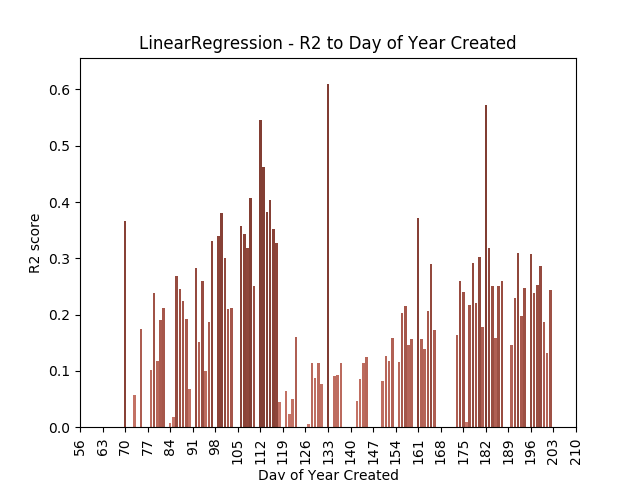 LinearRegression - R2 to Day of Year Created
0.6
0.5
0.4
0.3
0.2
0.1
0.0
R2 score
56 63 70 77 84 91 98 105 112 119 126 133 140 147 154 161 168 175 182 189 196 203 210
Day of Year Created